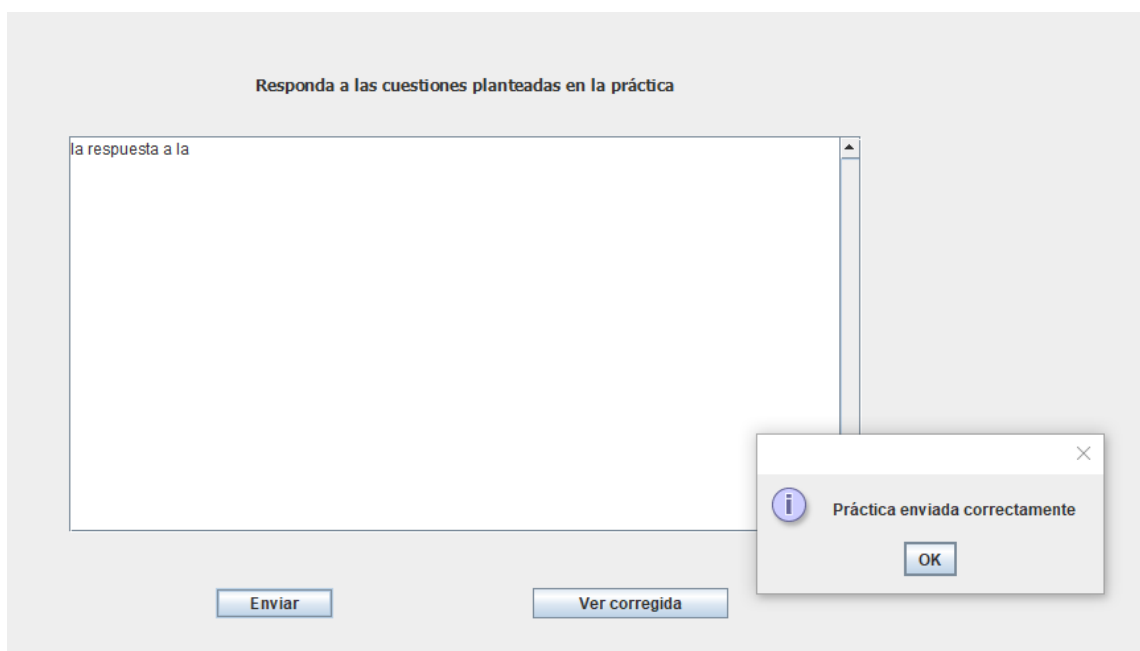 Responda a las cuestiones planteadas en la práctica
la respuesta a la
i
Práctica enviada correctamente
OK
Enviar
Ver corregida